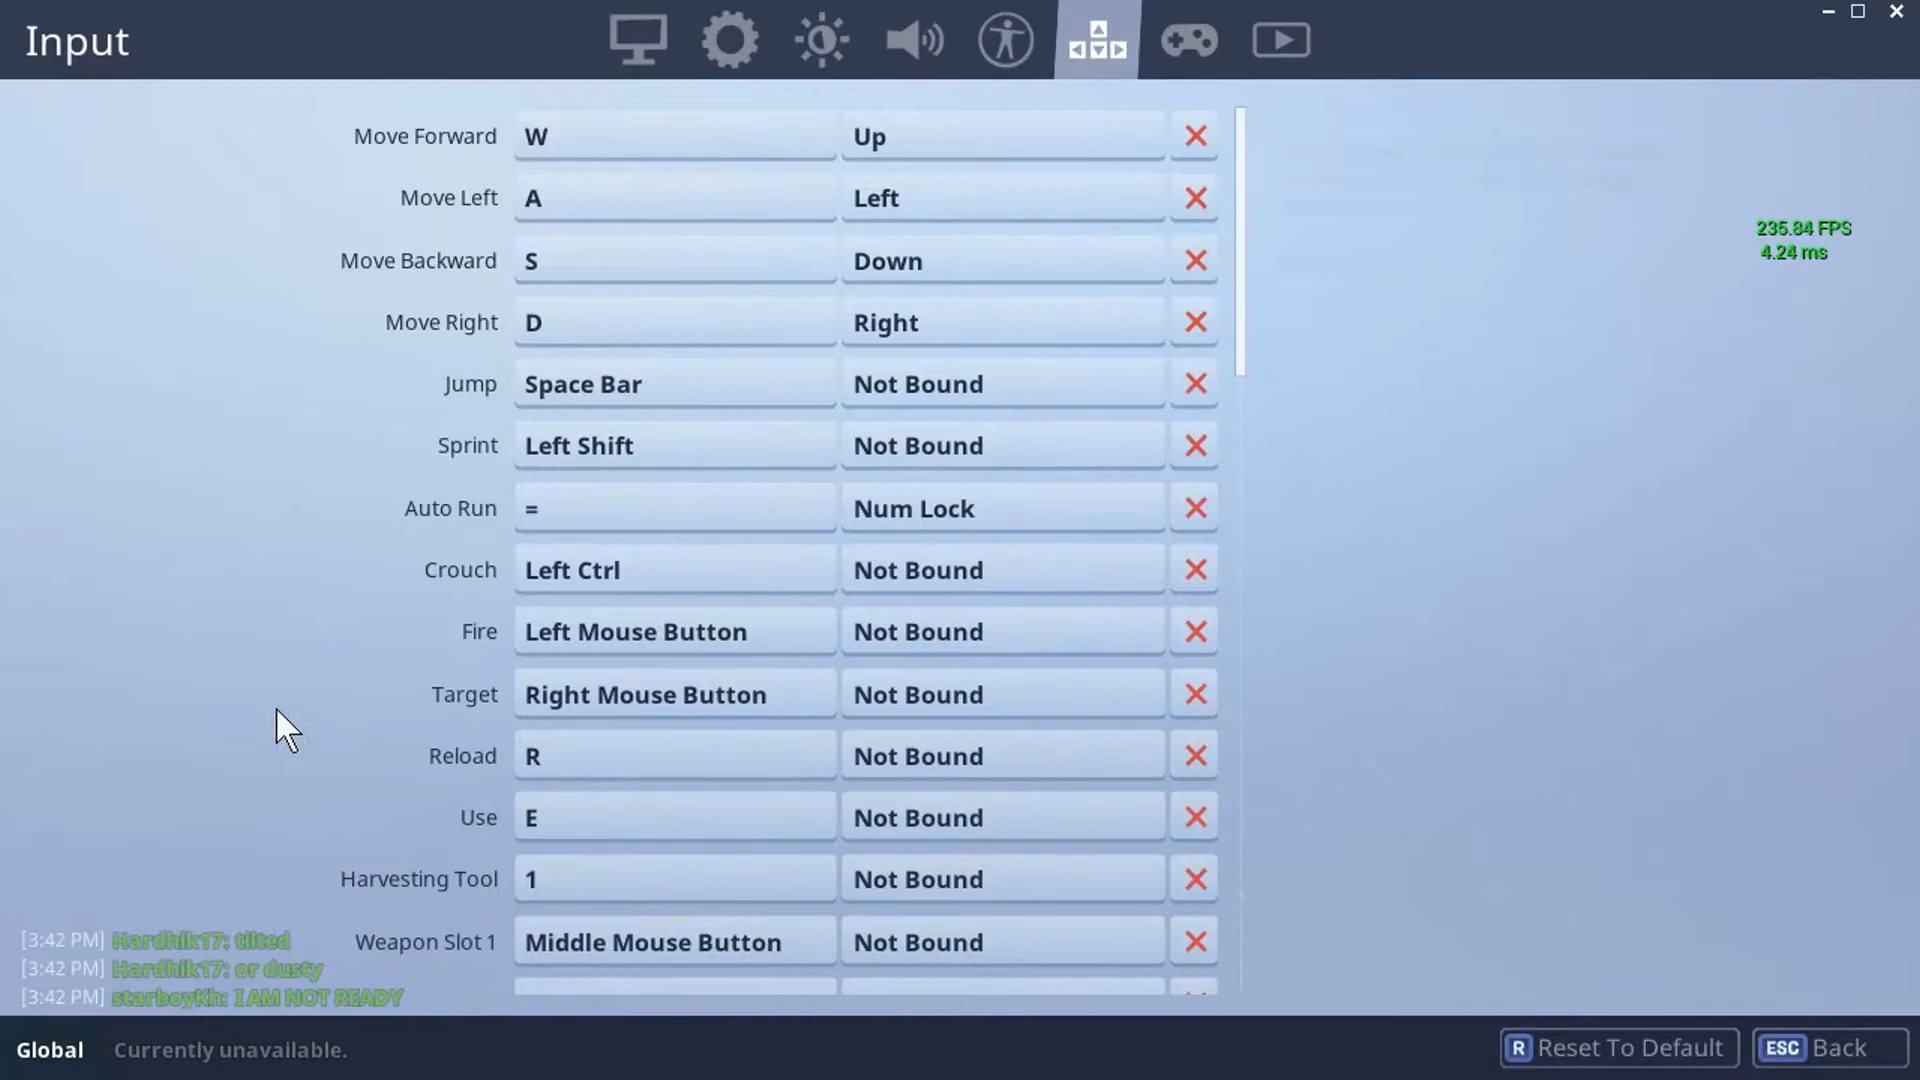 Input
235.84 FPS
4.24 ms
Move Forward W Up
Move Left A Left
Move Backward S Down
Move Right D Right
Jump Space Bar Not Bound
Sprint Left Shift Not Bound
Auto Run = Num Lock
Crouch Left Ctrl Not Bound
Fire Left Mouse Button Not Bound
Target Right Mouse Button Not Bound
Reload R Not Bound
Use E Not Bound
Harvesting Tool 1 Not Bound
Weapon Slot 1 Middle Mouse Button Not Bound
[3:42 PM] Hardhik17: tilted
[3:42 PM] Hardhik17: or dusty
[3:42 PM] starboyKh: I AM NOT READY
Global Currently unavailable.
R Reset To Default ESC Back